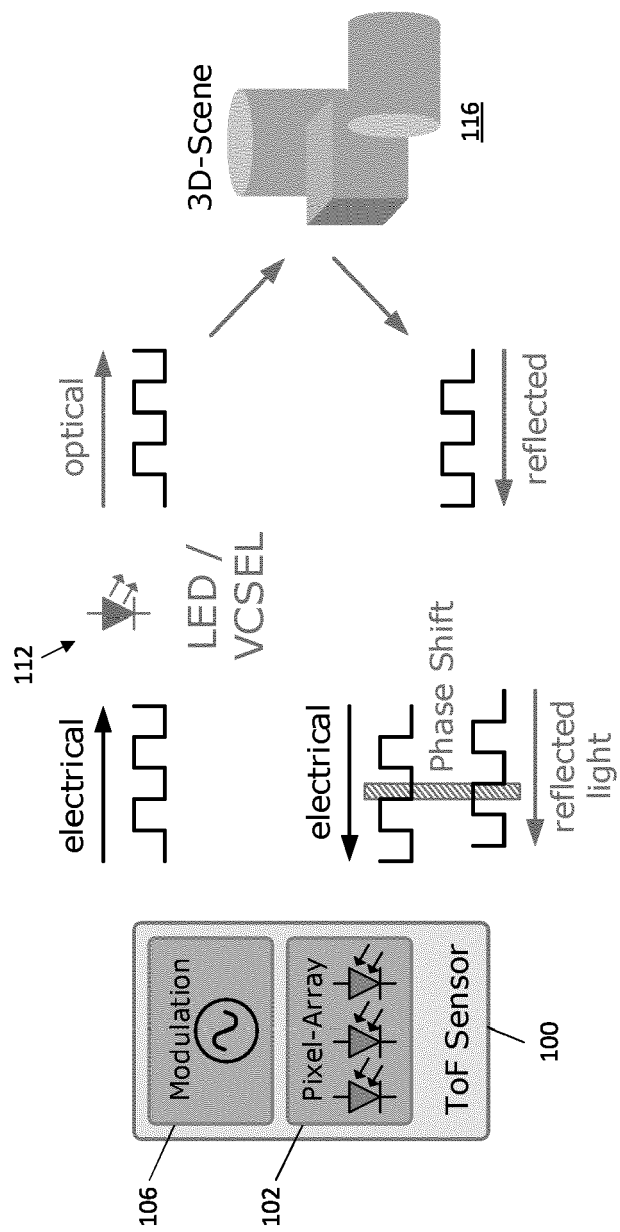 106
Modulation
102
Pixel-Array
ToF Sensor
100
electrical
112
LED /
VCSEL
optical
3D-Scene
116
electrical
Phase Shift
reflected
light
reflected